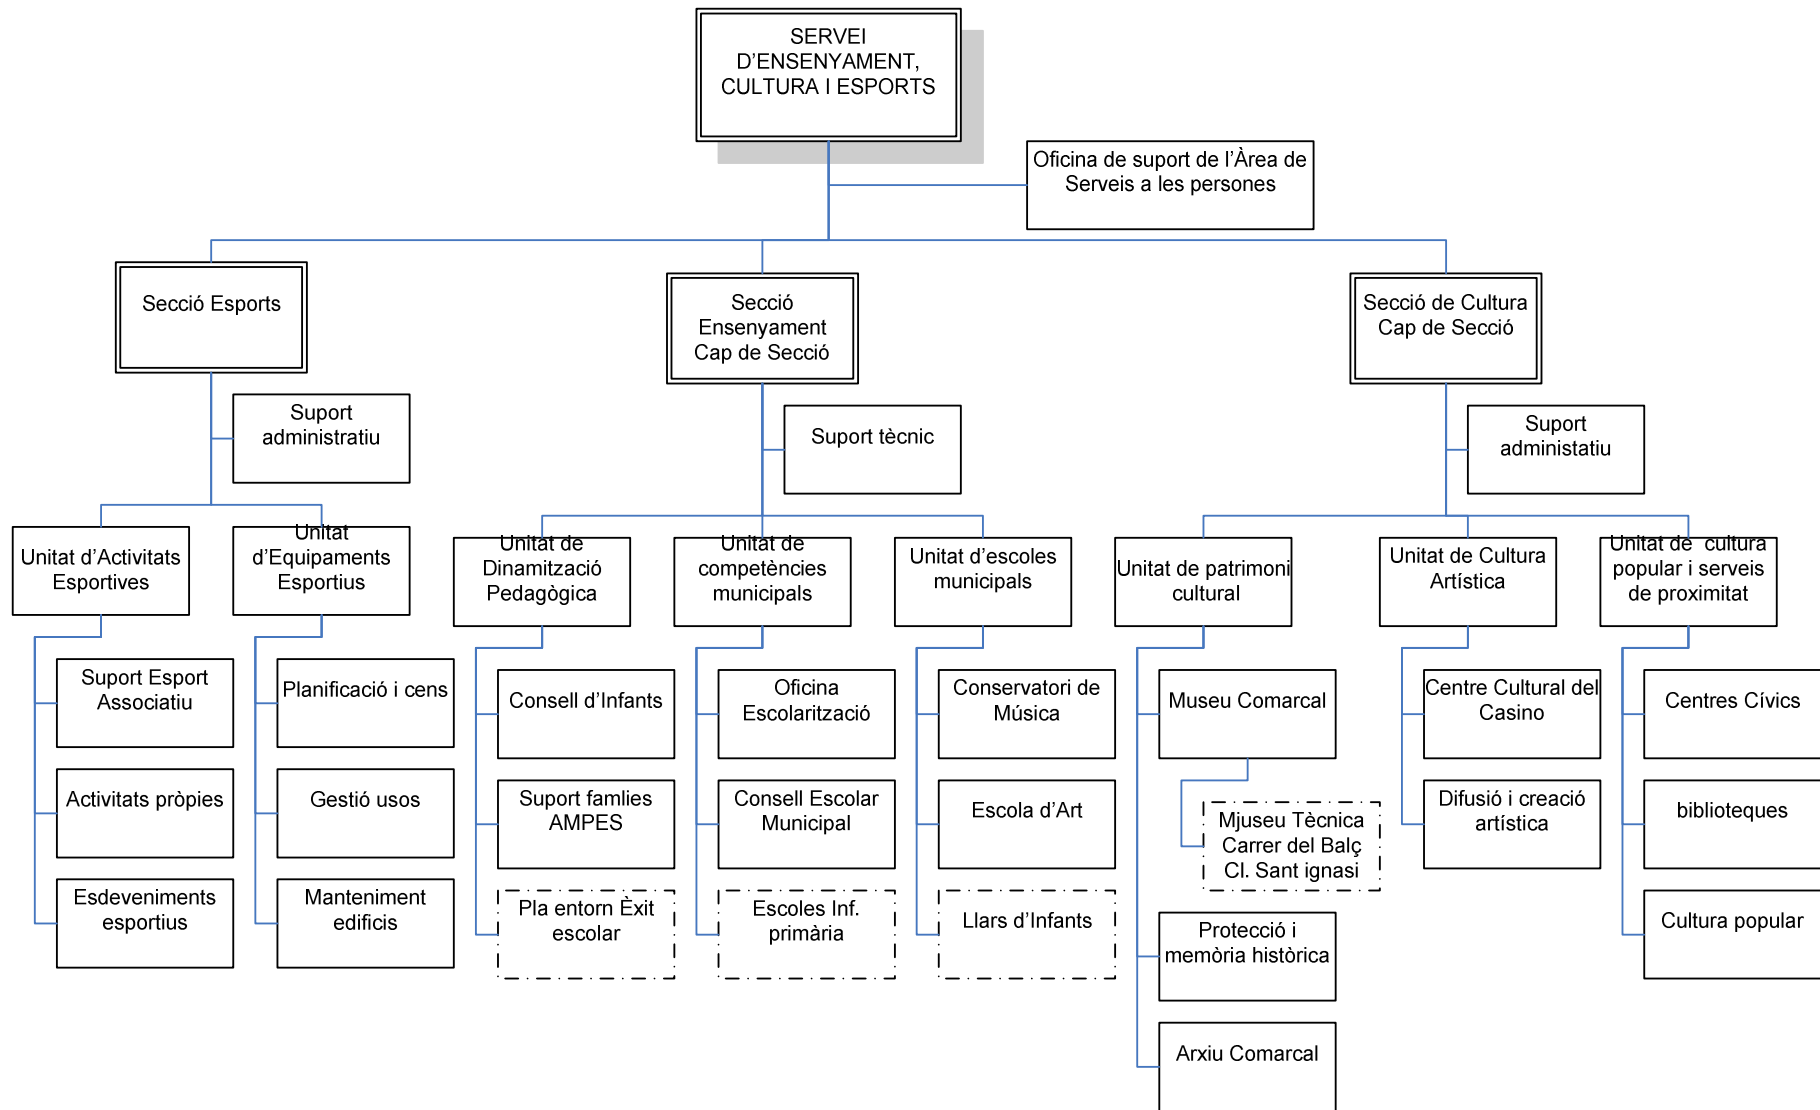 SERVEI
D’ENSENYAMENT,
CULTURA I ESPORTS
Oficina de suport de l’Àrea de
Serveis a les persones
Secció Esports
Secció
Ensenyament
Cap de Secció
Secció de Cultura
Cap de Secció
Suport
administratiu
Suport tècnic
Suport
administatiu
Unitat d’Activitats
Esportives
Unitat
d’Equipaments
Esportius
Unitat de
Dinamització
Pedagògica
Unitat de
competències
municipals
Unitat d’escoles
municipals
Unitat de patrimoni
cultural
Unitat de Cultura
Artística
Unitat de  cultura
popular i serveis
de proximitat
Suport Esport
Associatiu
Activitats pròpies
Esdeveniments
esportius
Planificació i cens
Gestió usos
Manteniment
edificis
Consell d’Infants
Suport famlies
AMPES
Pla entorn Èxit
escolar
Oficina
Escolarització
Consell Escolar
Municipal
Escoles Inf.
primària
Conservatori de
Música
Escola d’Art
Llars d’Infants
Museu Comarcal
Mjuseu Tècnica
Carrer del Balç
CI. Sant ignasi
Protecció i
memòria històrica
Arxiu Comarcal
Centre Cultural del
Casino
Difusió i creació
artística
Centres Cívics
biblioteques
Cultura popular